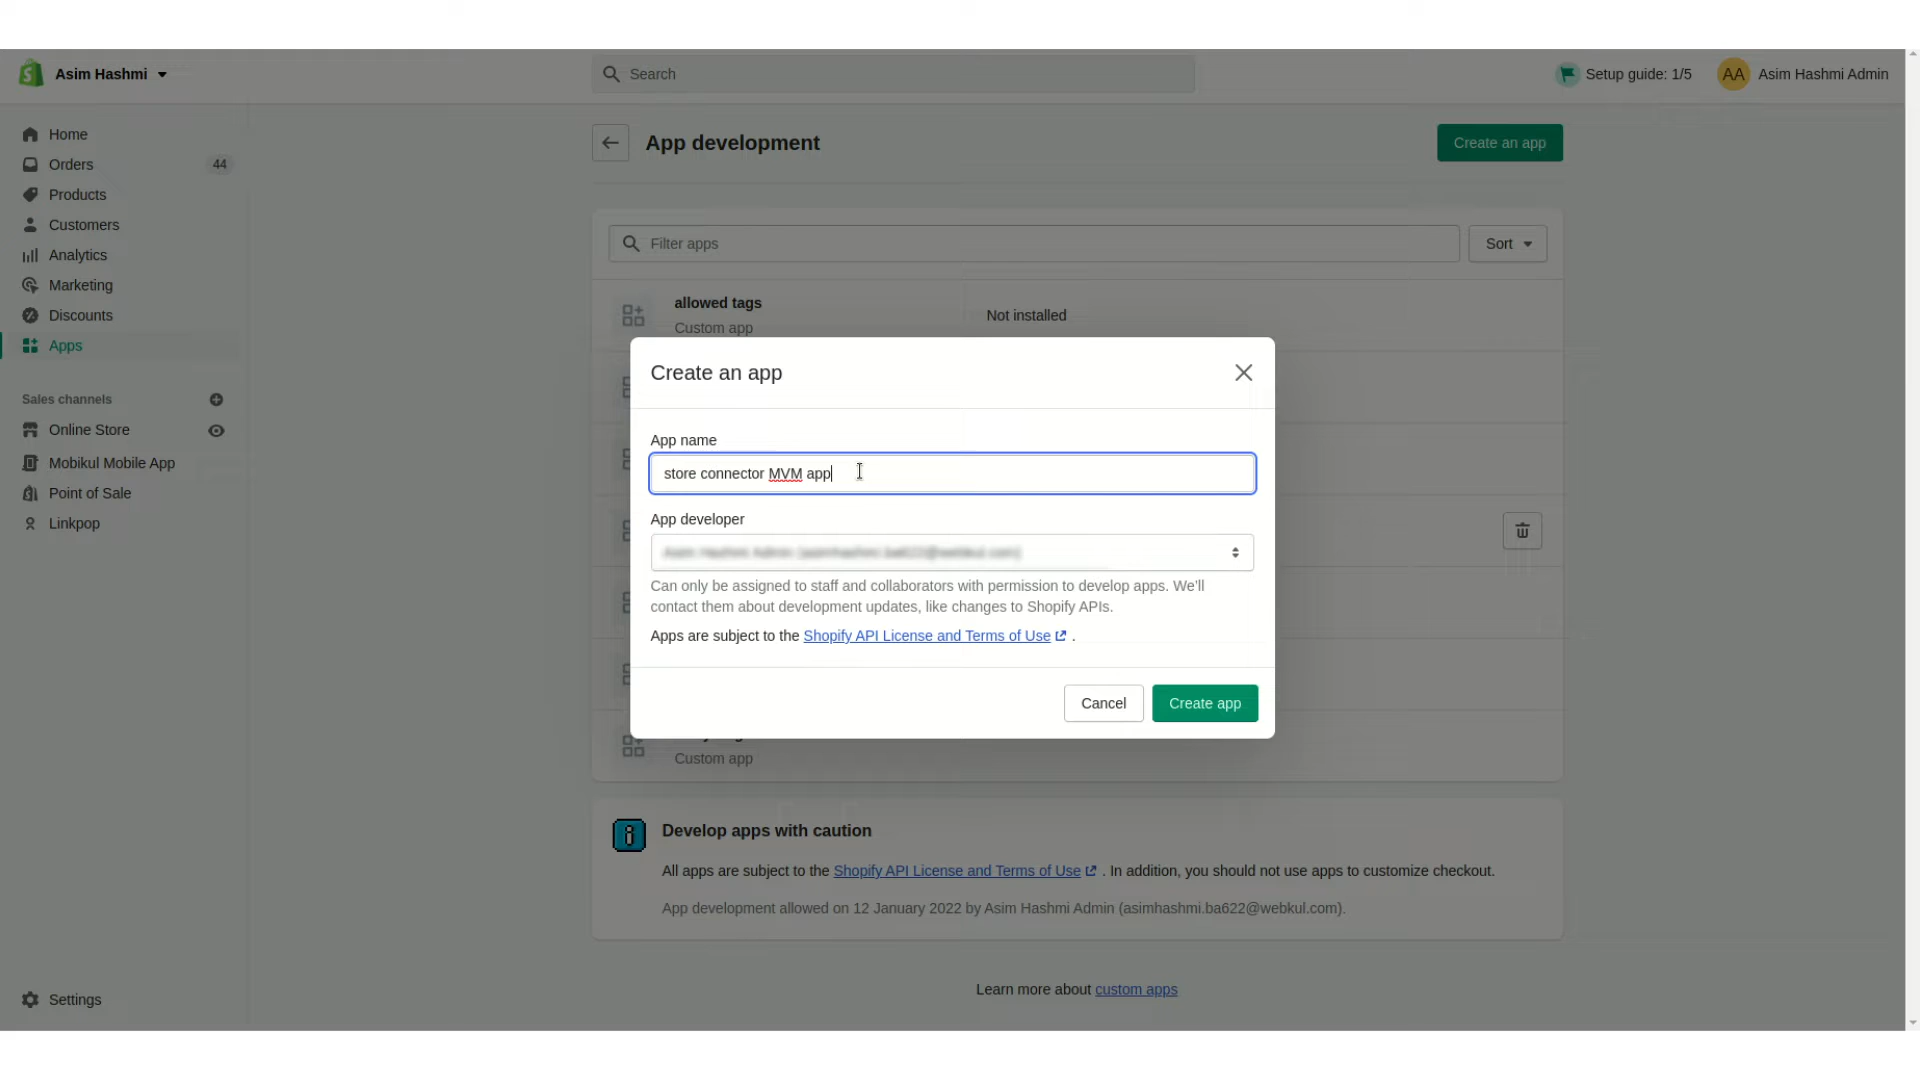 Asim Hashmi
Search
Setup guide: 1/5
AA
Asim Hashmi Admin
Home
Orders
44
Products
Customers
Analytics
Marketing
Discounts
Apps
Sales channels
Online Store
Mobikul Mobile App
Point of Sale
Linkpop
Settings
App development
Create an app
Filter apps
Sort
allowed tags
Custom app
Not installed
Create an app
App name
store connector MVM app
App developer
Can only be assigned to staff and collaborators with permission to develop apps. We'll
contact them about development updates, like changes to Shopify APIs.
Apps are subject to the Shopify API License and Terms of Use .
Cancel
Create app
Custom app
Develop apps with caution
All apps are subject to the Shopify API License and Terms of Use . In addition, you should not use apps to customize checkout.
App development allowed on 12 January 2022 by Asim Hashmi Admin (asimhashmi.ba622@webkul.com).
Learn more about custom apps